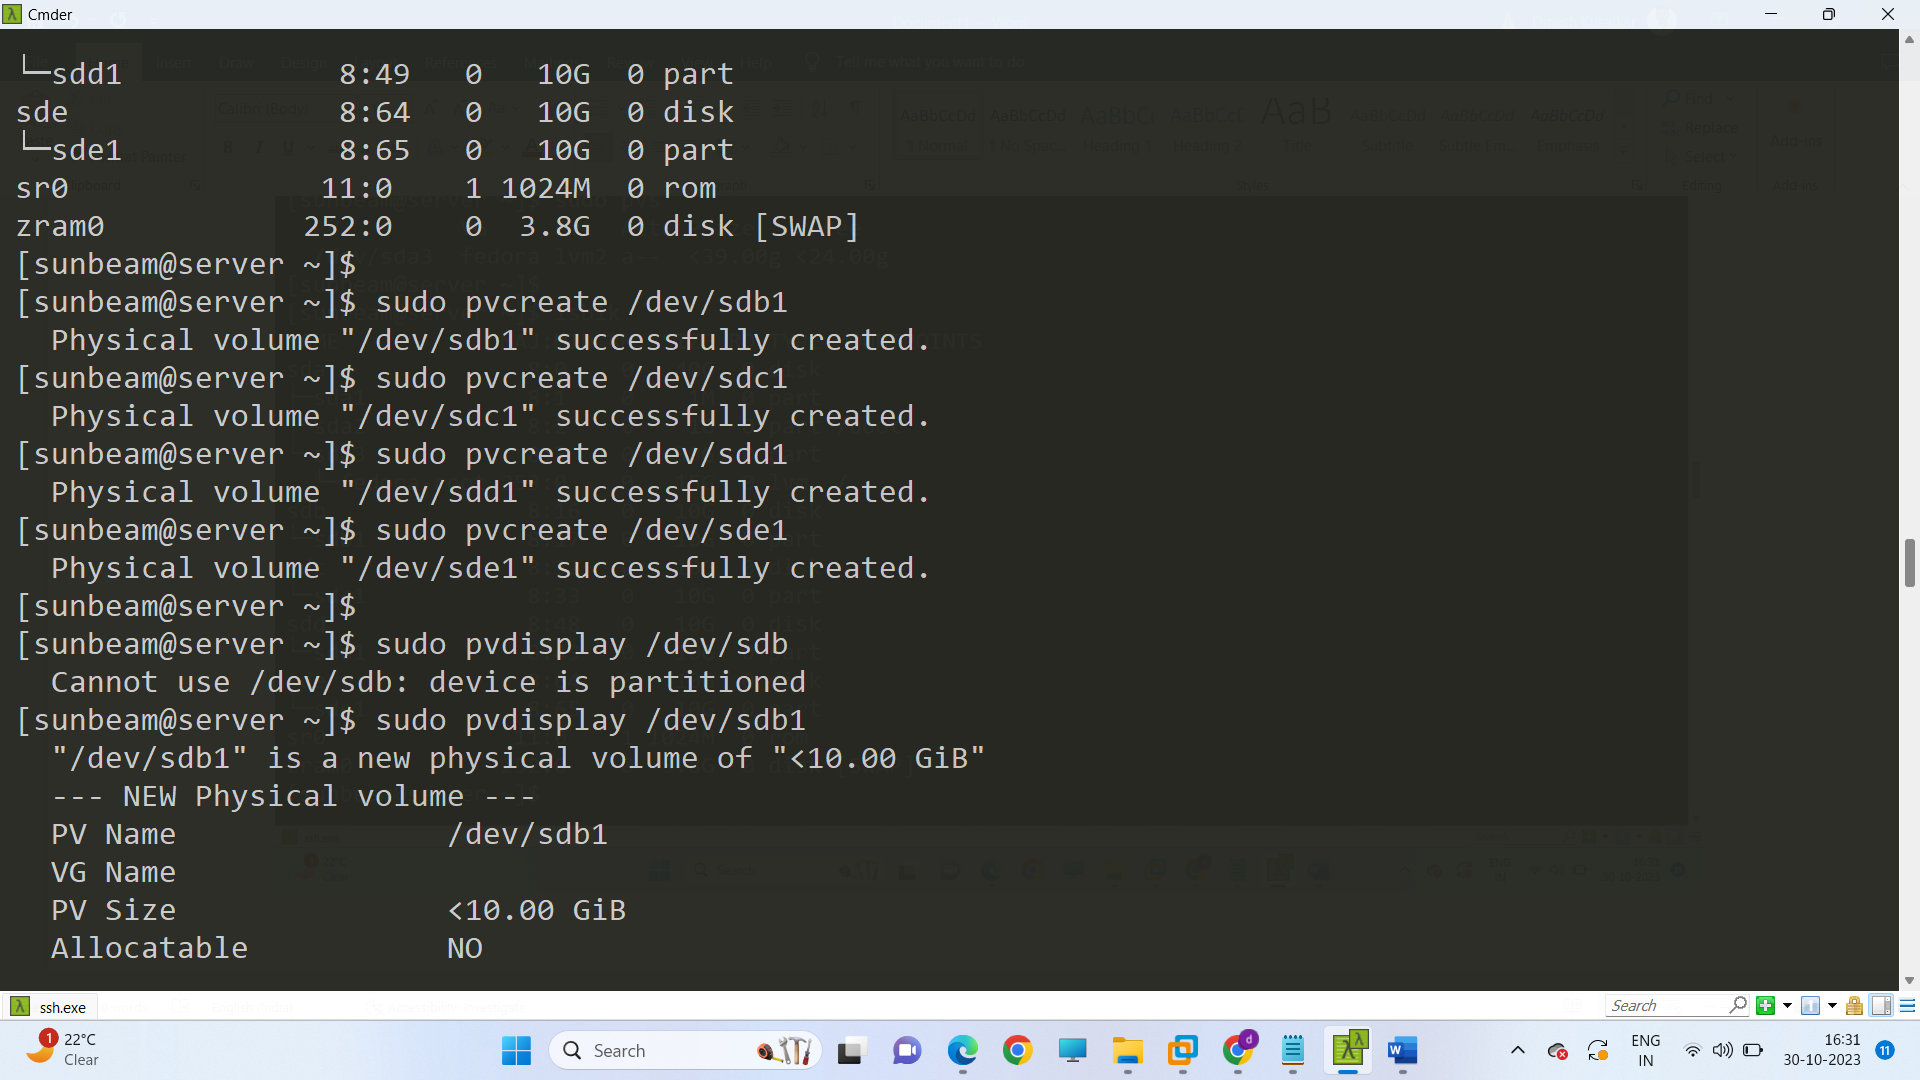 Cmder
└─sdd1            8:49   0   10G  0 part
sde               8:64   0   10G  0 disk
└─sde1            8:65   0   10G  0 part
sr0              11:0    1 1024M  0 rom
zram0           252:0    0  3.8G  0 disk [SWAP]
[sunbeam@server ~]$
[sunbeam@server ~]$ sudo pvcreate /dev/sdb1
  Physical volume "/dev/sdb1" successfully created.
[sunbeam@server ~]$ sudo pvcreate /dev/sdc1
  Physical volume "/dev/sdc1" successfully created.
[sunbeam@server ~]$ sudo pvcreate /dev/sdd1
  Physical volume "/dev/sdd1" successfully created.
[sunbeam@server ~]$ sudo pvcreate /dev/sde1
  Physical volume "/dev/sde1" successfully created.
[sunbeam@server ~]$
[sunbeam@server ~]$ sudo pvdisplay /dev/sdb
  Cannot use /dev/sdb: device is partitioned
[sunbeam@server ~]$ sudo pvdisplay /dev/sdb1
  "/dev/sdb1" is a new physical volume of "<10.00 GiB"
  --- NEW Physical volume ---
  PV Name               /dev/sdb1
  VG Name
  PV Size               <10.00 GiB
  Allocatable           NO
ssh.exe
Search
1
22°C
Clear
Search
d
ENG
IN
16:31
30-10-2023
11